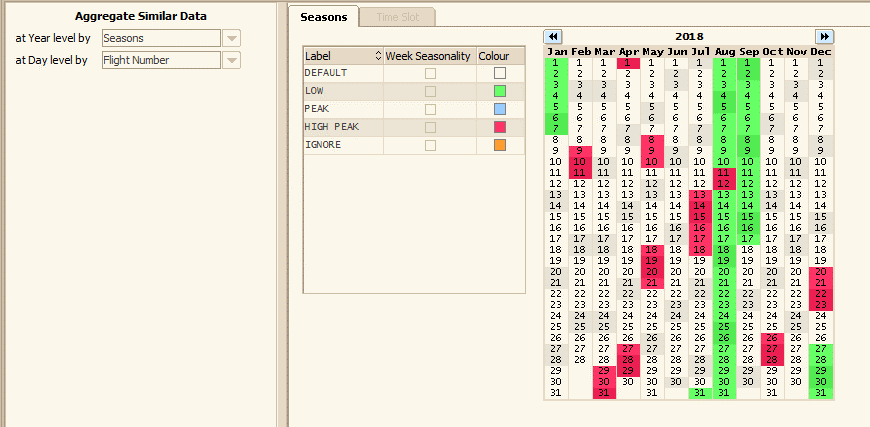 Aggregate Similar Data
at Year level by Seasons
at Day level by Flight Number
Seasons Time Slot
Label Week Seasonality Colour
DEFAULT
LOW
PEAK
HIGH PEAK
IGNORE
2018
Jan Feb Mar Apr May Jun Jul Aug Sep Oct Nov Dec
1 1 1 1 1 1 1 1 1 1 1 1
2 2 2 2 2 2 2 2 2 2 2 2
3 3 3 3 3 3 3 3 3 3 3 3
4 4 4 4 4 4 4 4 4 4 4 4
5 5 5 5 5 5 5 5 5 5 5 5
6 6 6 6 6 6 6 6 6 6 6 6
7 7 7 7 7 7 7 7 7 7 7 7
8 8 8 8 8 8 8 8 8 8 8 8
9 9 9 9 9 9 9 9 9 9 9 9
10 10 10 10 10 10 10 10 10 10 10 10
11 11 11 11 11 11 11 11 11 11 11 11
12 12 12 12 12 12 12 12 12 12 12 12
13 13 13 13 13 13 13 13 13 13 13 13
14 14 14 14 14 14 14 14 14 14 14 14
15 15 15 15 15 15 15 15 15 15 15 15
16 16 16 16 16 16 16 16 16 16 16 16
17 17 17 17 17 17 17 17 17 17 17 17
18 18 18 18 18 18 18 18 18 18 18 18
19 19 19 19 19 19 19 19 19 19 19 19
20 20 20 20 20 20 20 20 20 20 20 20
21 21 21 21 21 21 21 21 21 21 21 21
22 22 22 22 22 22 22 22 22 22 22 22
23 23 23 23 23 23 23 23 23 23 23 23
24 24 24 24 24 24 24 24 24 24 24 24
25 25 25 25 25 25 25 25 25 25 25 25
26 26 26 26 26 26 26 26 26 26 26 26
27 27 27 27 27 27 27 27 27 27 27 27
28 28 28 28 28 28 28 28 28 28 28 28
29 29 29 29 29 29 29 29 29 29 29
30 30 30 30 30 30 30 30 30 30 30
31 31 31 31 31 31 31